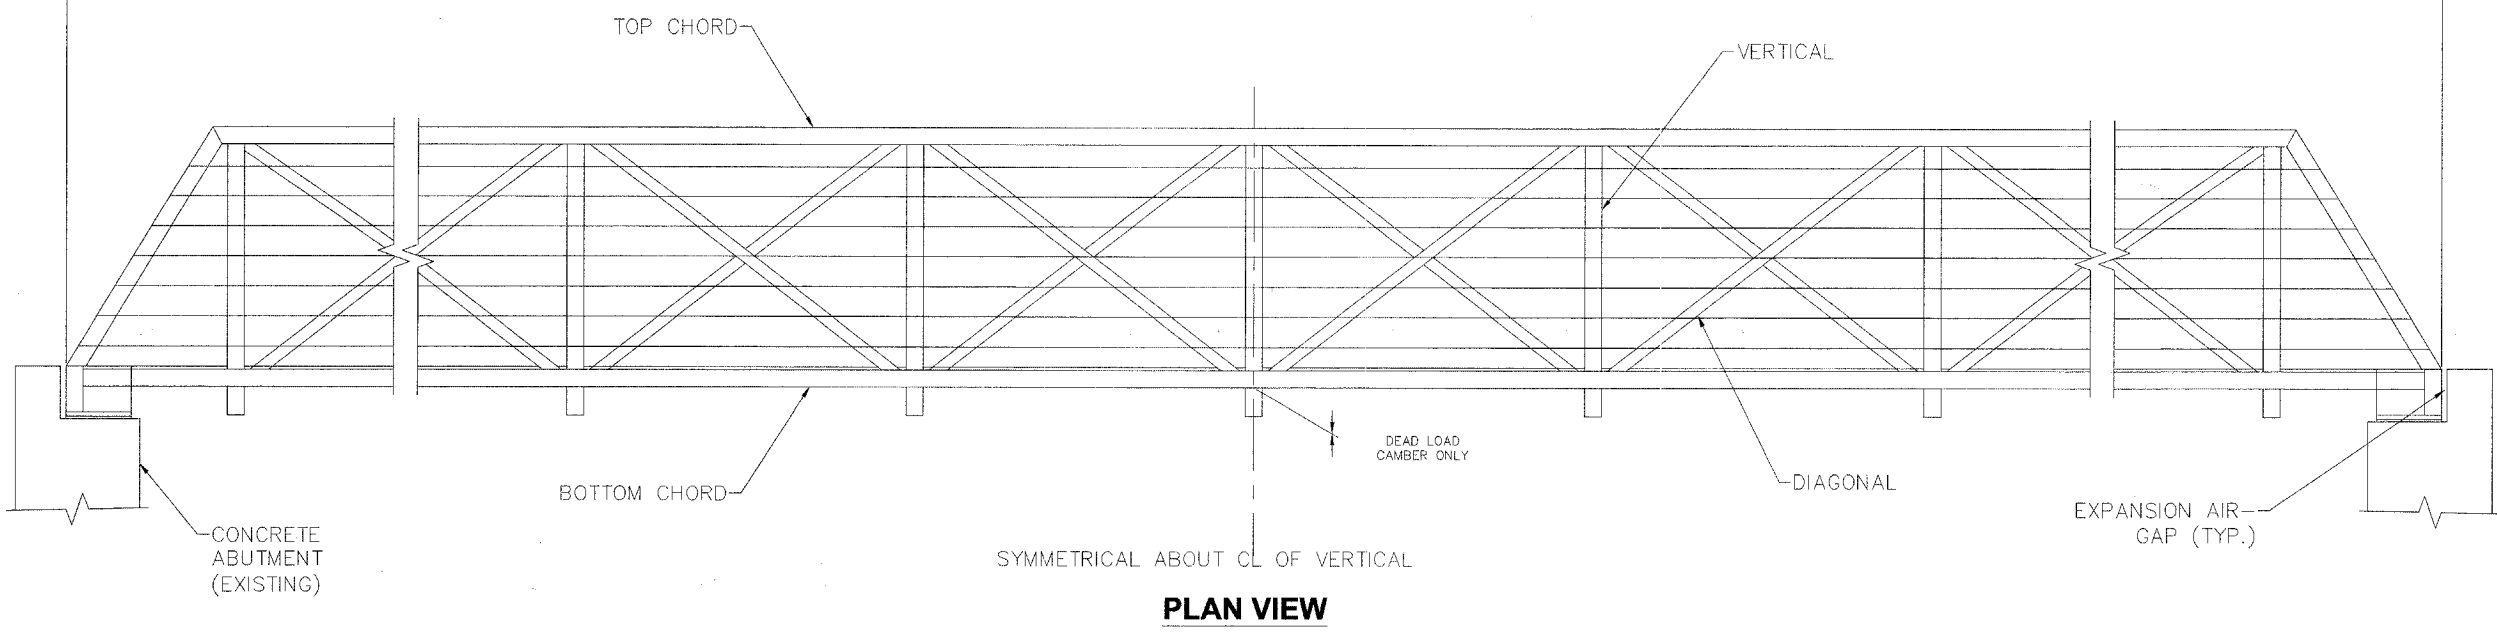 TOP CHORD
VERTICAL
DEAD LOAD
CAMBER ONLY
BOTTOM CHORD
DIAGONAL
EXPANSION AIR
GAP (TYP.)
CONCRETE
ABUTMENT
(EXISTING)
SYMMETRICAL ABOUT CL OF VERTICAL
PLAN VIEW